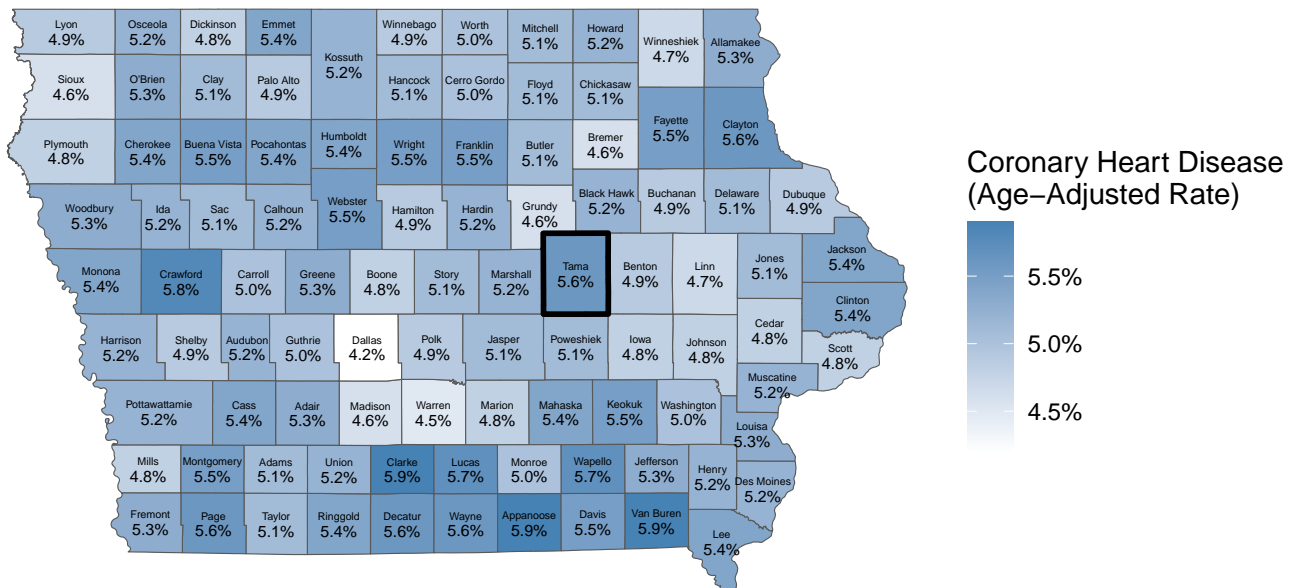 Lyon
4.9%
Osceola
5.2%
Dickinson
4.8%
Emmet
5.4%
Kossuth
5.2%
Winnebago
4.9%
Worth
5.0%
Mitchell
5.1%
Howard
5.2%
Winneshiek
4.7%
Allamakee
5.3%
Sioux
4.6%
O'Brien
5.3%
Clay
5.1%
Palo Alto
4.9%
Hancock
5.1%
Cerro Gordo
5.0%
Floyd
5.1%
Chickasaw
5.1%
Fayette
5.5%
Clayton
5.6%
Plymouth
4.8%
Cherokee
5.4%
Buena Vista
5.5%
Pocahontas
5.4%
Humboldt
5.4%
Wright
5.5%
Franklin
5.5%
Butler
5.1%
Bremer
4.6%
Woodbury
5.3%
Ida
5.2%
Sac
5.1%
Calhoun
5.2%
Webster
5.5%
Hamilton
4.9%
Hardin
5.2%
Grundy
4.6%
Black Hawk
5.2%
Buchanan
4.9%
Delaware
5.1%
Dubuque
4.9%
Monona
5.4%
Crawford
5.8%
Carroll
5.0%
Greene
5.3%
Boone
4.8%
Story
5.1%
Marshall
5.2%
Tama
5.6%
Benton
4.9%
Linn
4.7%
Jones
5.1%
Jackson
5.4%
Clinton
5.4%
Harrison
5.2%
Shelby
4.9%
Audubon
5.2%
Guthrie
5.0%
Dallas
4.2%
Polk
4.9%
Jasper
5.1%
Poweshiek
5.1%
Iowa
4.8%
Johnson
4.8%
Cedar
4.8%
Scott
4.8%
Muscatine
5.2%
Pottawattamie
5.2%
Cass
5.4%
Adair
5.3%
Madison
4.6%
Warren
4.5%
Marion
4.8%
Mahaska
5.4%
Keokuk
5.5%
Washington
5.0%
Louisa
5.3%
Mills
4.8%
Montgomery
5.5%
Adams
5.1%
Union
5.2%
Clarke
5.9%
Lucas
5.7%
Monroe
5.0%
Wapello
5.7%
Jefferson
5.3%
Henry
5.2%
Des Moines
5.2%
Fremont
5.3%
Page
5.6%
Taylor
5.1%
Ringgold
5.4%
Decatur
5.6%
Wayne
5.6%
Appanoose
5.9%
Davis
5.5%
Van Buren
5.9%
Lee
5.4%
Coronary Heart Disease
(Age−Adjusted Rate)
5.5%
5.0%
4.5%